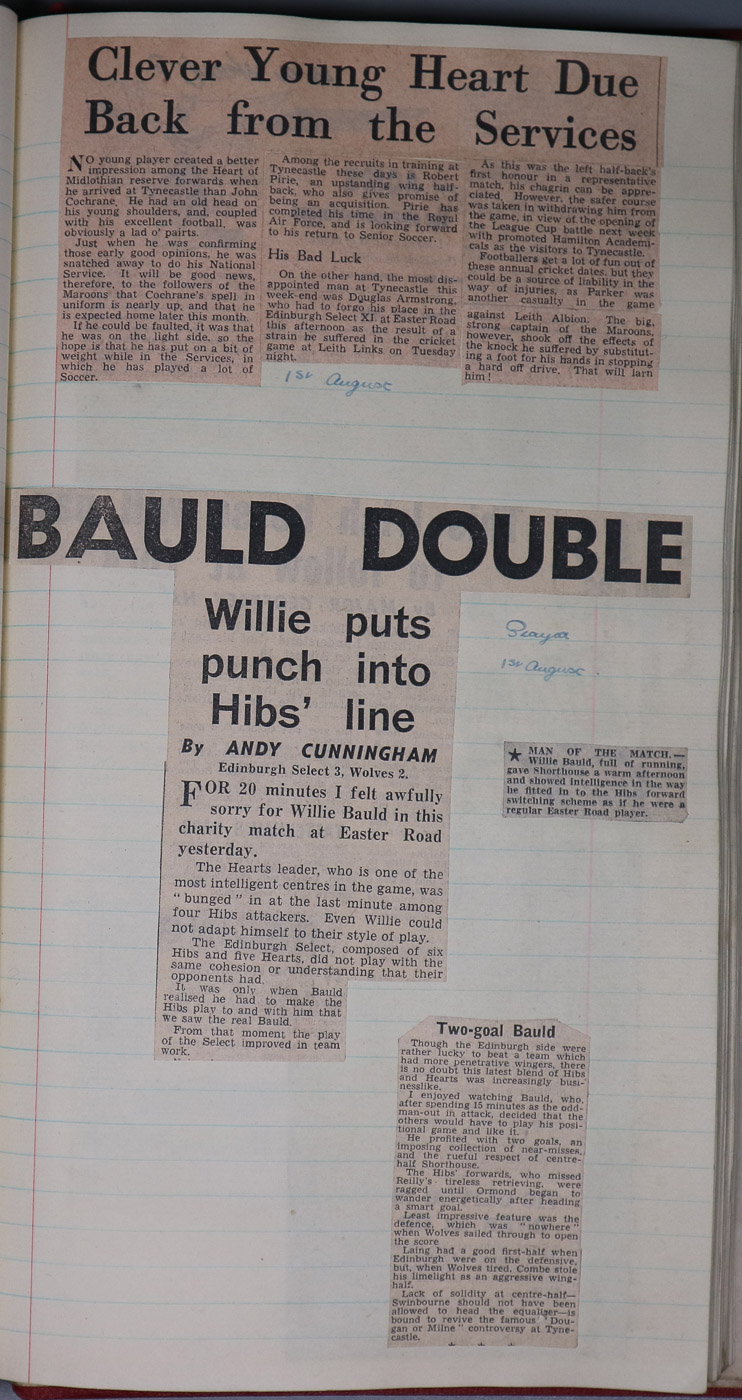 Clever Young Heart Due
Back from the Services
NO young player created a better
impression among the Heart of
Midlothian reserve forwards when
he arrived at Tynecastle than John
Cochrane. He had an old head on
his young shoulders, and, coupled
with his excellent football, was
obviously a lad o' pairts.
Just when he was confirming
those early good opinions, he was
snatched away to do his National
Service. It will be good news,
therefore, to the followers of the
Maroons that Cochrane's spell in
uniform is nearly up, and that he
is expected home later this month.
If he could be faulted, it was that
he was on the light side, so the
hope is that he has put on a bit of
weight while in the Services, in
which he has played a lot of
Soccer.
Among the recruits in training at
Tynecastle these days is Robert
Pirie, an upstanding wing half-
back, who also gives promise of
being an acquisition. Pirie has
completed his time in the Royal
Air Force, and is looking forward
to his return to Senior Soccer.
His Bad Luck
On the other hand, the most dis-
appointed man at Tynecastle this
week-end was Douglas Armstrong,
who had to forgo his place in the
Edinburgh Select XI. at Easter Road
this afternoon as the result of a
strain he suffered in the cricket
game at Leith Links on Tuesday
night.
1st August
As this was the left half-back's
first honour in a representative
match, his chagrin can be appre-
ciated. However, the safer course
was taken in withdrawing him from
the game, in view of the opening of
the League Cup battle next week
with promoted Hamilton Academi-
cals as the visitors to Tynecastle.
Footballers get a lot of fun out of
these annual cricket dates, but they
could be a source of liability in the
way of injuries, as Parker was
another casualty in the game
against Leith Albion. The big,
strong captain of the Maroons,
however, shook off the effects of
the knock he suffered by substitut-
ing a foot for his hands in stopping
a hard off drive. That will larn
him!
BAULD DOUBLE
Willie puts
punch into
Hibs' line
By ANDY CUNNINGHAM
Edinburgh Select 3, Wolves 2.
FOR 20 minutes I felt awfully
sorry for Willie Bauld in this
charity match at Easter Road
yesterday.
The Hearts leader, who is one of the
most intelligent centres in the game, was
"bunged" in at the last minute among
four Hibs attackers. Even Willie could
not adapt himself to their style of play.
The Edinburgh Select, composed of six
Hibs and five Hearts, did not play with the
same cohesion or understanding that their
opponents had.
It was only when Bauld
realised he had to make the
Hibs play to and with him that
we saw the real Bauld.
From that moment the play
of the Select improved in team
work.
Played
1st August.
★ MAN OF THE MATCH.—
Willie Bauld, full of running,
gave Shorthouse a warm afternoon
and showed intelligence in the way
he fitted in to the Hibs forward
switching scheme as if he were a
regular Easter Road player.
Two-goal Bauld
Though the Edinburgh side were
rather lucky to beat a team which
had more penetrative wingers, there
is no doubt this latest blend of Hibs
and Hearts was increasingly busi-
nesslike.
I enjoyed watching Bauld, who,
after spending 15 minutes as the odd-
man-out in attack, decided that the
others would have to play his posi-
tional game and like it.
He profited with two goals, an
imposing collection of near-misses,
and the rueful respect of centre-
half Shorthouse.
The Hibs' forwards, who missed
Reilly's tireless retrieving, were
ragged until Ormond began to
wander energetically after heading
a smart goal.
Least impressive feature was the
defence, which was "nowhere"
when Wolves sailed through to open
the score
Laing had a good first-half when
Edinburgh were on the defensive,
but, when Wolves tired, Combe stole
his limelight as an aggressive wing-
half.
Lack of solidity at centre-half—
Swinbourne should not have been
allowed to head the equaliser—is
bound to revive the famous "Dou-
gan or Milne" controversy at Tyne-
castle.